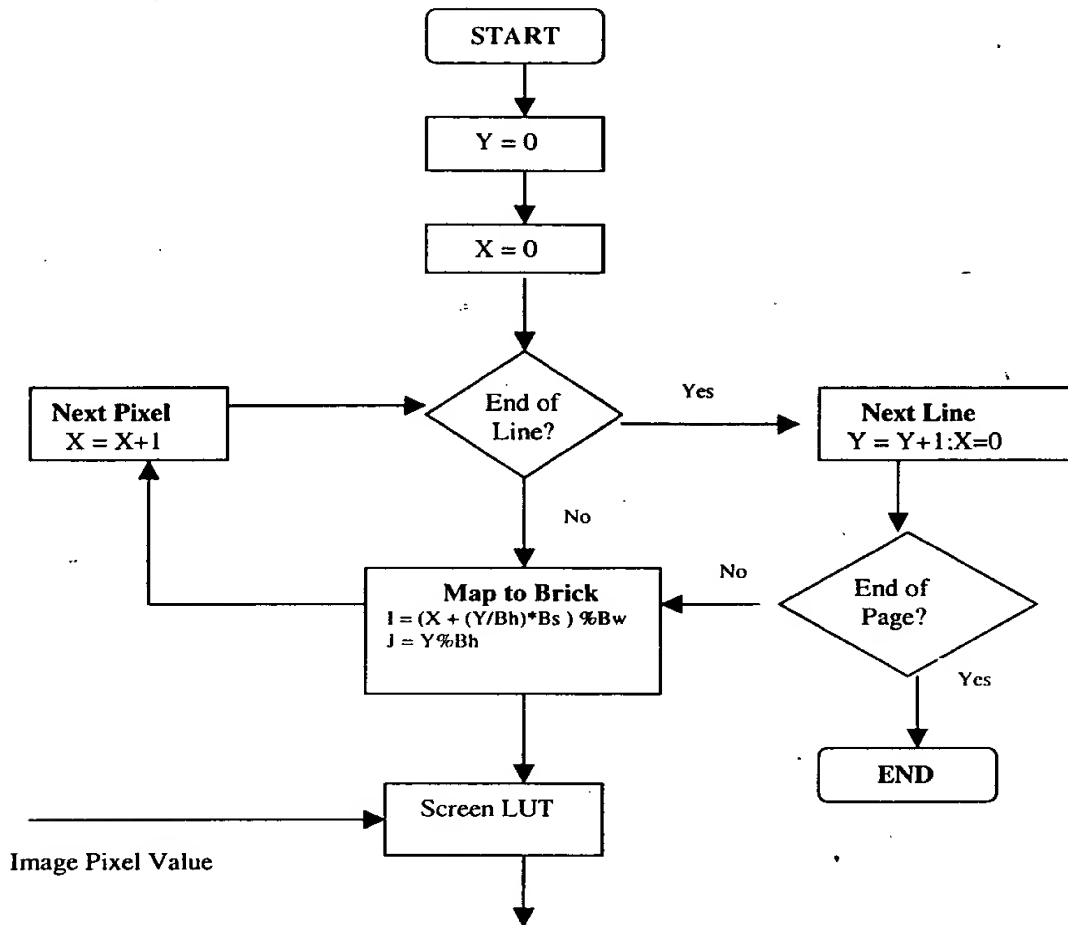 START
Y = 0
X = 0
End of
Line?
Yes
Next Pixel
X = X+1
Next Line
Y = Y+1:X=0
No
Map to Brick
I = (X + (Y/Bh)*Bs ) %Bw
J = Y%Bh
No
End of
Page?
Yes
END
Screen LUT
Image Pixel Value